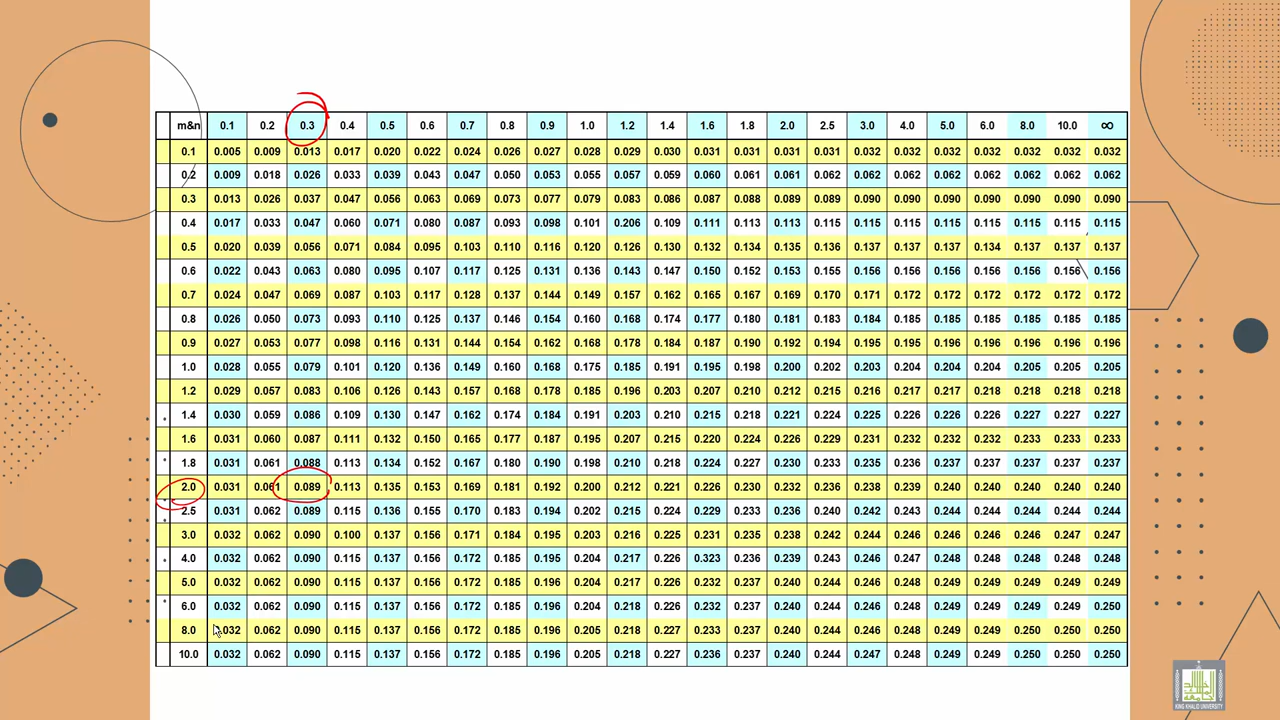 m&n 0.1 0.2 0.3 0.4 0.5 0.6 0.7 0.8 0.9 1.0 1.2 1.4 1.6 1.8 2.0 2.5 3.0 4.0 5.0 6.0 8.0 10.0 ∞
0.1 0.005 0.009 0.013 0.017 0.020 0.022 0.024 0.026 0.027 0.028 0.029 0.030 0.031 0.031 0.031 0.031 0.032 0.032 0.032 0.032 0.032 0.032 0.032
0.2 0.009 0.018 0.026 0.033 0.039 0.043 0.047 0.050 0.053 0.055 0.057 0.059 0.060 0.061 0.061 0.062 0.062 0.062 0.062 0.062 0.062 0.062 0.062
0.3 0.013 0.026 0.037 0.047 0.056 0.063 0.069 0.073 0.077 0.079 0.083 0.086 0.087 0.088 0.089 0.089 0.090 0.090 0.090 0.090 0.090 0.090 0.090
0.4 0.017 0.033 0.047 0.060 0.071 0.080 0.087 0.093 0.098 0.101 0.206 0.109 0.111 0.113 0.113 0.115 0.115 0.115 0.115 0.115 0.115 0.115 0.115
0.5 0.020 0.039 0.056 0.071 0.084 0.095 0.103 0.110 0.116 0.120 0.126 0.130 0.132 0.134 0.135 0.136 0.137 0.137 0.137 0.134 0.137 0.137 0.137
0.6 0.022 0.043 0.063 0.080 0.095 0.107 0.117 0.125 0.131 0.136 0.143 0.147 0.150 0.152 0.153 0.155 0.156 0.156 0.156 0.156 0.156 0.156 0.156
0.7 0.024 0.047 0.069 0.087 0.103 0.117 0.128 0.137 0.144 0.149 0.157 0.162 0.165 0.167 0.169 0.170 0.171 0.172 0.172 0.172 0.172 0.172 0.172
0.8 0.026 0.050 0.073 0.093 0.110 0.125 0.137 0.146 0.154 0.160 0.168 0.174 0.177 0.180 0.181 0.183 0.184 0.185 0.185 0.185 0.185 0.185 0.185
0.9 0.027 0.053 0.077 0.098 0.116 0.131 0.144 0.154 0.162 0.168 0.178 0.184 0.187 0.190 0.192 0.194 0.195 0.195 0.196 0.196 0.196 0.196 0.196
1.0 0.028 0.055 0.079 0.101 0.120 0.136 0.149 0.160 0.168 0.175 0.185 0.191 0.195 0.198 0.200 0.202 0.203 0.204 0.204 0.204 0.205 0.205 0.205
1.2 0.029 0.057 0.083 0.106 0.126 0.143 0.157 0.168 0.178 0.185 0.196 0.203 0.207 0.210 0.212 0.215 0.216 0.217 0.217 0.218 0.218 0.218 0.218
1.4 0.030 0.059 0.086 0.109 0.130 0.147 0.162 0.174 0.184 0.191 0.203 0.210 0.215 0.218 0.221 0.224 0.225 0.226 0.226 0.226 0.227 0.227 0.227
1.6 0.031 0.060 0.087 0.111 0.132 0.150 0.165 0.177 0.187 0.195 0.207 0.215 0.220 0.224 0.226 0.229 0.231 0.232 0.232 0.232 0.233 0.233 0.233
1.8 0.031 0.061 0.088 0.113 0.134 0.152 0.167 0.180 0.190 0.198 0.210 0.218 0.224 0.227 0.230 0.233 0.235 0.236 0.237 0.237 0.237 0.237 0.237
2.0 0.031 0.061 0.089 0.113 0.135 0.153 0.169 0.181 0.192 0.200 0.212 0.221 0.226 0.230 0.232 0.236 0.238 0.239 0.240 0.240 0.240 0.240 0.240
2.5 0.031 0.062 0.089 0.115 0.136 0.155 0.170 0.183 0.194 0.202 0.215 0.224 0.229 0.233 0.236 0.240 0.242 0.243 0.244 0.244 0.244 0.244 0.244
3.0 0.032 0.062 0.090 0.100 0.137 0.156 0.171 0.184 0.195 0.203 0.216 0.225 0.231 0.235 0.238 0.242 0.244 0.246 0.246 0.246 0.246 0.247 0.247
4.0 0.032 0.062 0.090 0.115 0.137 0.156 0.172 0.185 0.195 0.204 0.217 0.226 0.323 0.236 0.239 0.243 0.246 0.247 0.248 0.248 0.248 0.248 0.248
5.0 0.032 0.062 0.090 0.115 0.137 0.156 0.172 0.185 0.196 0.204 0.217 0.226 0.232 0.237 0.240 0.244 0.246 0.248 0.249 0.249 0.249 0.249 0.249
6.0 0.032 0.062 0.090 0.115 0.137 0.156 0.172 0.185 0.196 0.204 0.218 0.226 0.232 0.237 0.240 0.244 0.246 0.248 0.249 0.249 0.249 0.249 0.250
8.0 0.032 0.062 0.090 0.115 0.137 0.156 0.172 0.185 0.196 0.205 0.218 0.227 0.233 0.237 0.240 0.244 0.246 0.248 0.249 0.249 0.250 0.250 0.250
10.0 0.032 0.062 0.090 0.115 0.137 0.156 0.172 0.185 0.196 0.205 0.218 0.227 0.236 0.237 0.240 0.244 0.247 0.248 0.249 0.249 0.250 0.250 0.250
KING KHALID UNIVERSITY